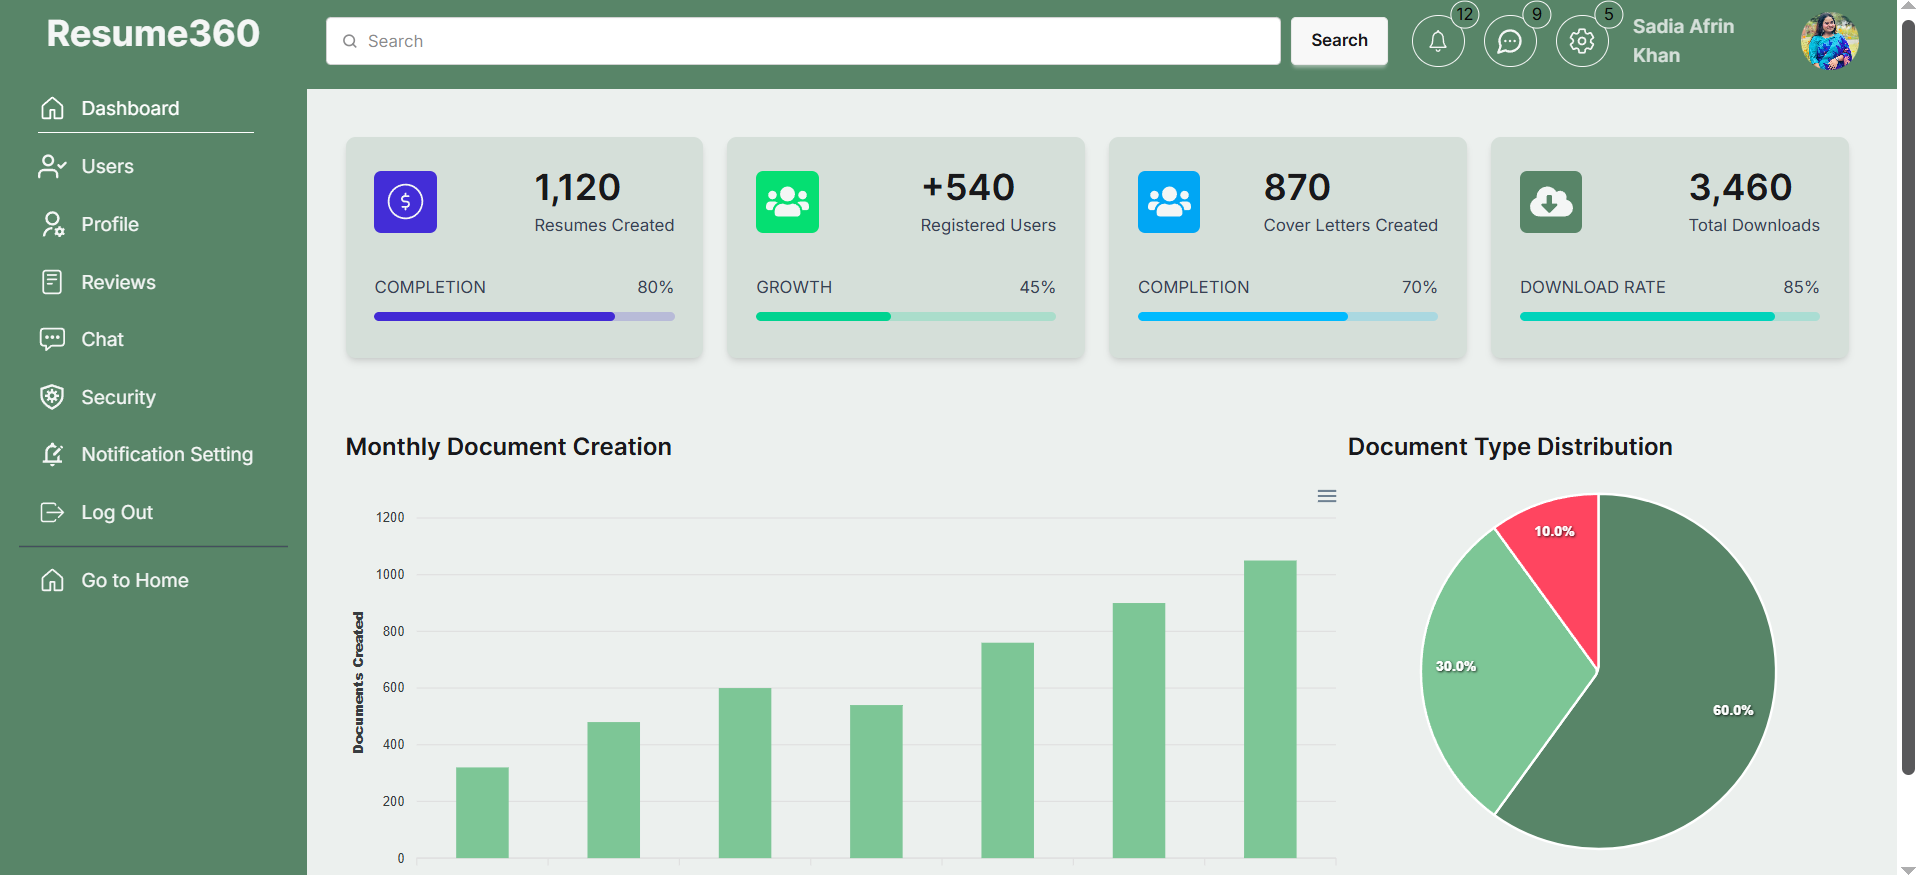 Resume360
Search
Search
12
9
5
Sadia Afrin
Khan
Dashboard
Users
Profile
Reviews
Chat
Security
Notification Setting
Log Out
Go to Home
1,120
Resumes Created
COMPLETION 80%
+540
Registered Users
GROWTH 45%
870
Cover Letters Created
COMPLETION 70%
3,460
Total Downloads
DOWNLOAD RATE 85%
Monthly Document Creation
Documents Created
1200
1000
800
600
400
200
0
Document Type Distribution
10.0%
30.0%
60.0%